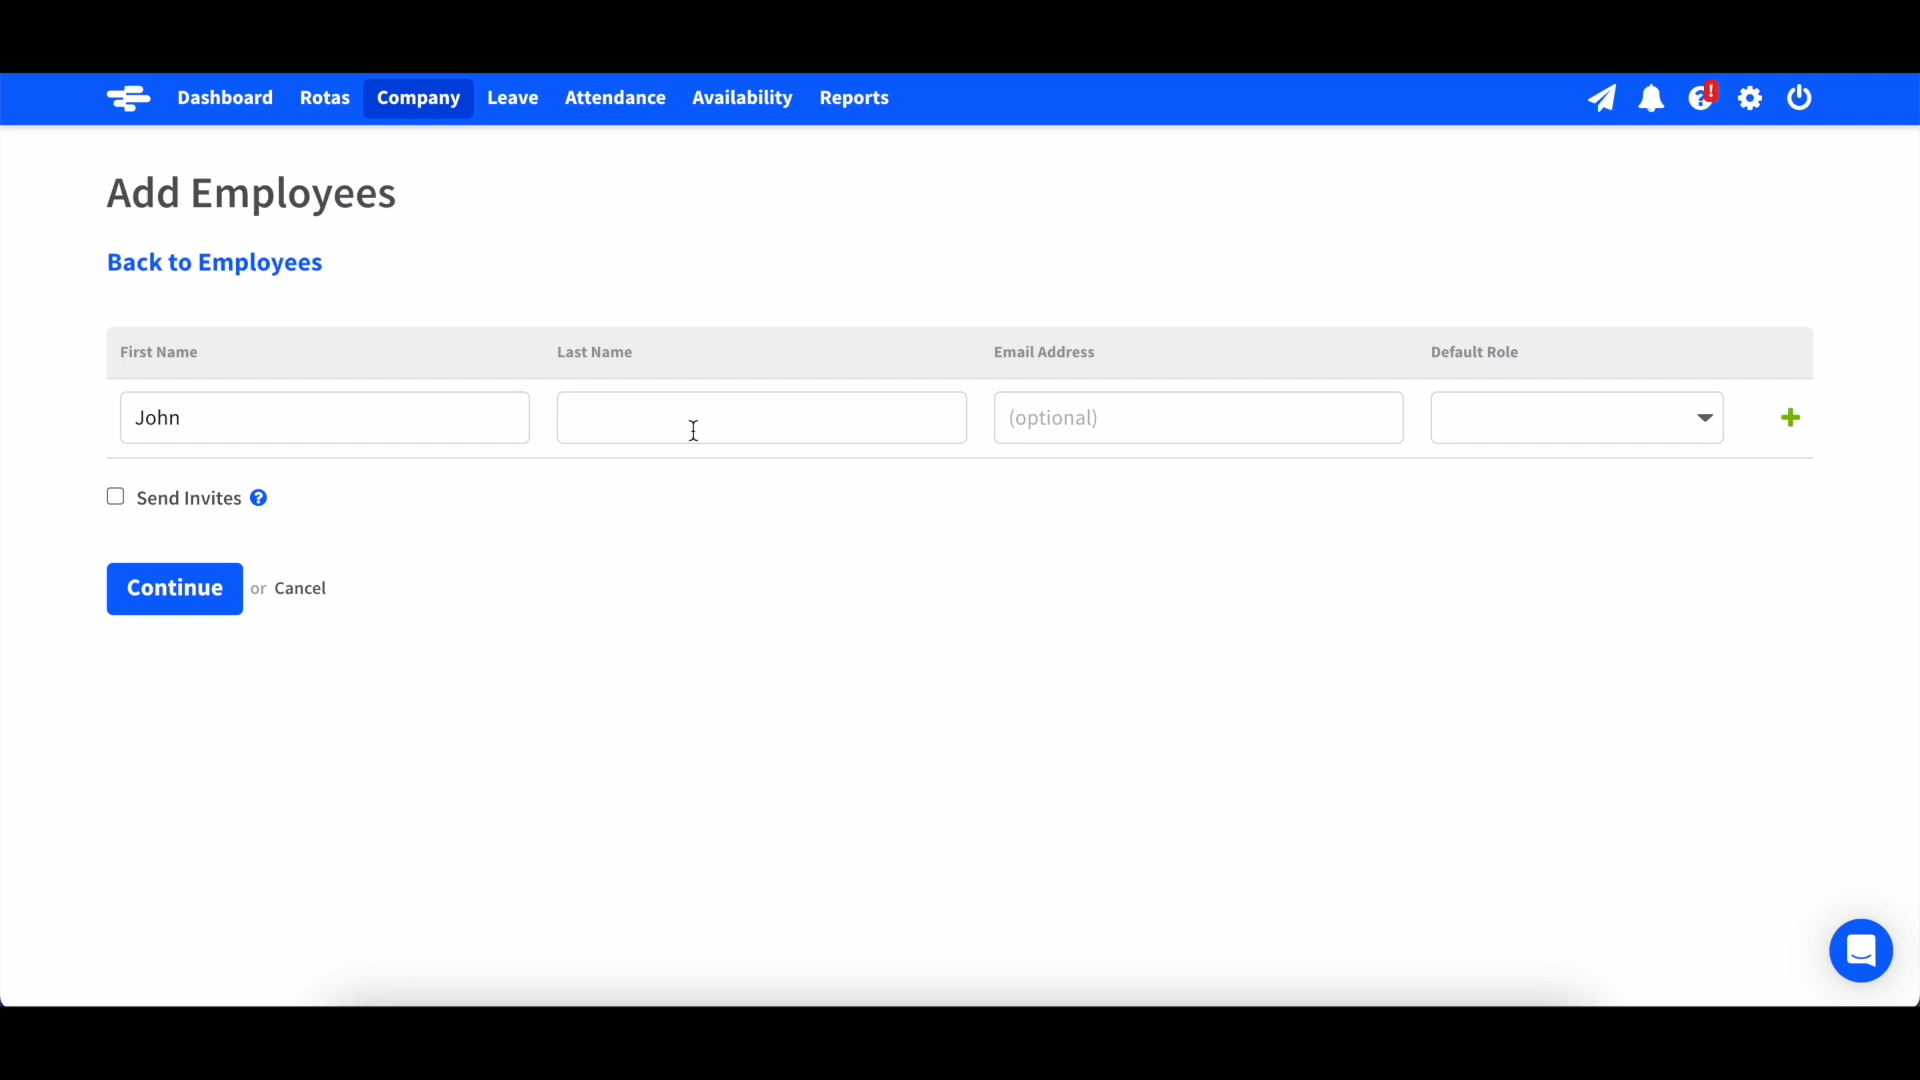 Dashboard Rotas Company Leave Attendance Availability Reports
Add Employees
Back to Employees
First Name Last Name Email Address Default Role
John (optional)
Send Invites ?
Continue or Cancel